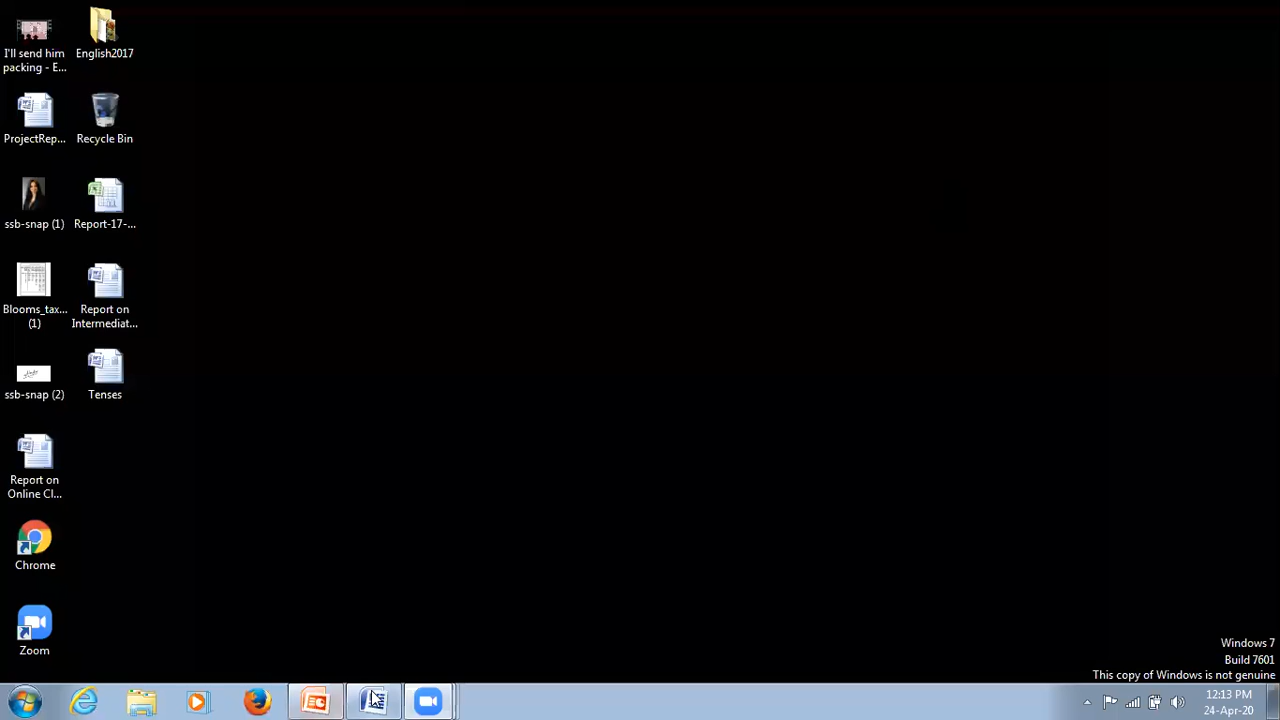 I'll send him
packing - E...
English2017
ProjectRep...
Recycle Bin
ssb-snap (1)
Report-17-...
Blooms_tax...
(1)
Report on
Intermediat...
ssb-snap (2)
Tenses
Report on
Online Cl...
Chrome
Zoom
Windows 7
Build 7601
This copy of Windows is not genuine
12:13 PM
24-Apr-20